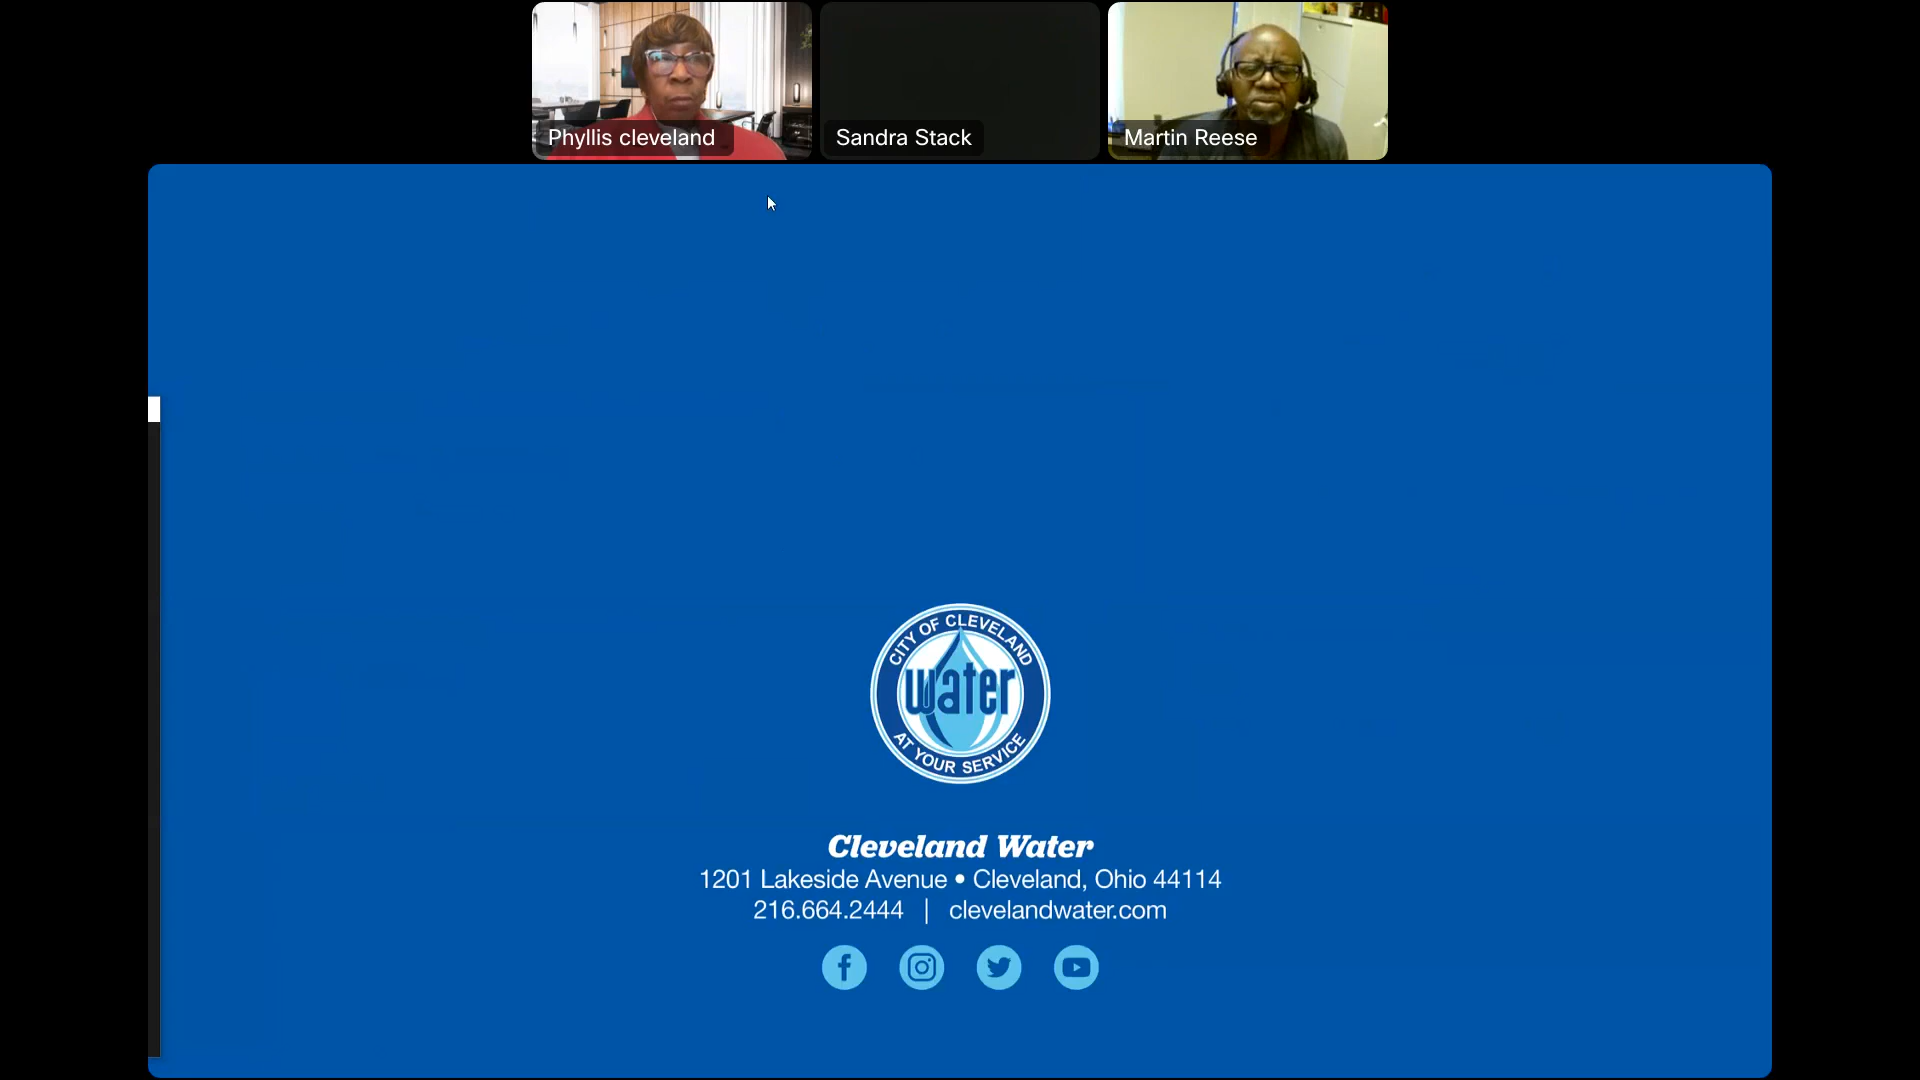 Phyllis cleveland
Sandra Stack
Martin Reese
CITY OF CLEVELAND
water
AT YOUR SERVICE
Cleveland Water
1201 Lakeside Avenue • Cleveland, Ohio 44114
216.664.2444 | clevelandwater.com